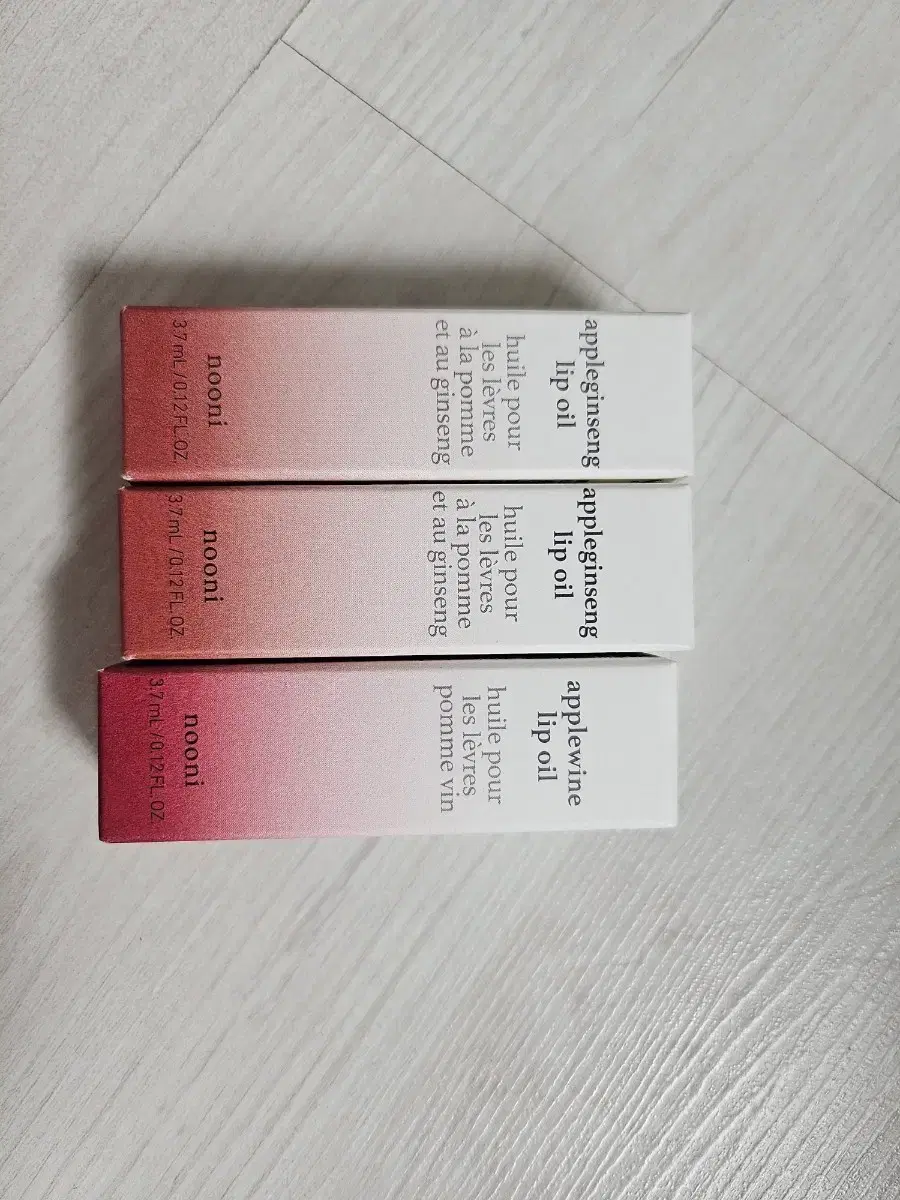 appleginseng
lip oil
huile pour
les lèvres
à la pomme
et au ginseng
nooni
3.7 mL / 0.12 FL.OZ.
appleginseng
lip oil
huile pour
les lèvres
à la pomme
et au ginseng
nooni
3.7 mL / 0.12 FL.OZ.
applewine
lip oil
huile pour
les lèvres
pomme vin
nooni
3.7 mL / 0.12 FL.OZ.